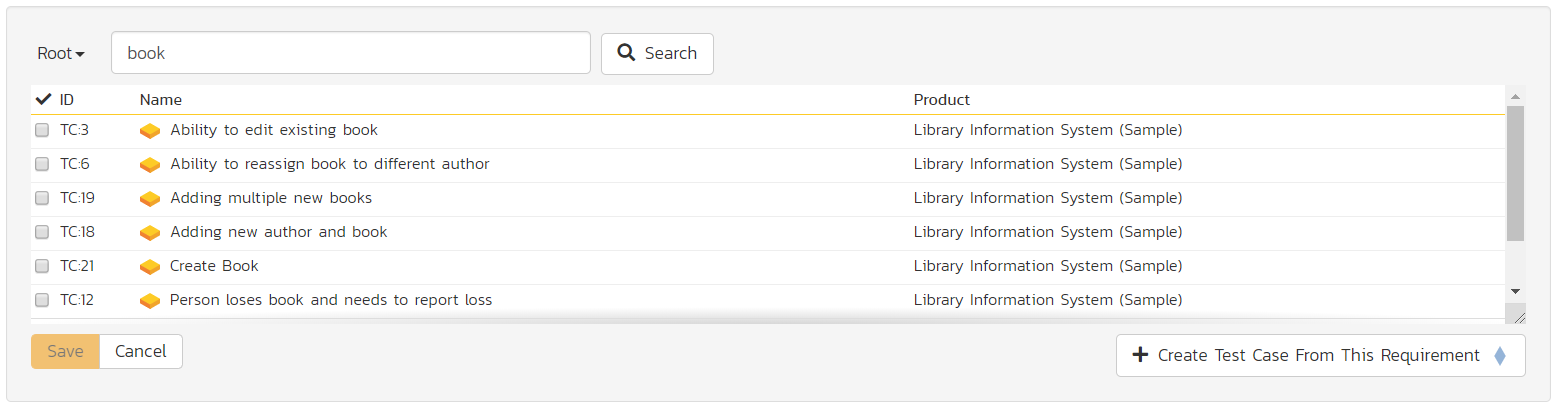 Root book Search
ID Name Product
TC:3 Ability to edit existing book Library Information System (Sample)
TC:6 Ability to reassign book to different author Library Information System (Sample)
TC:19 Adding multiple new books Library Information System (Sample)
TC:18 Adding new author and book Library Information System (Sample)
TC:21 Create Book Library Information System (Sample)
TC:12 Person loses book and needs to report loss Library Information System (Sample)
Save Cancel Create Test Case From This Requirement